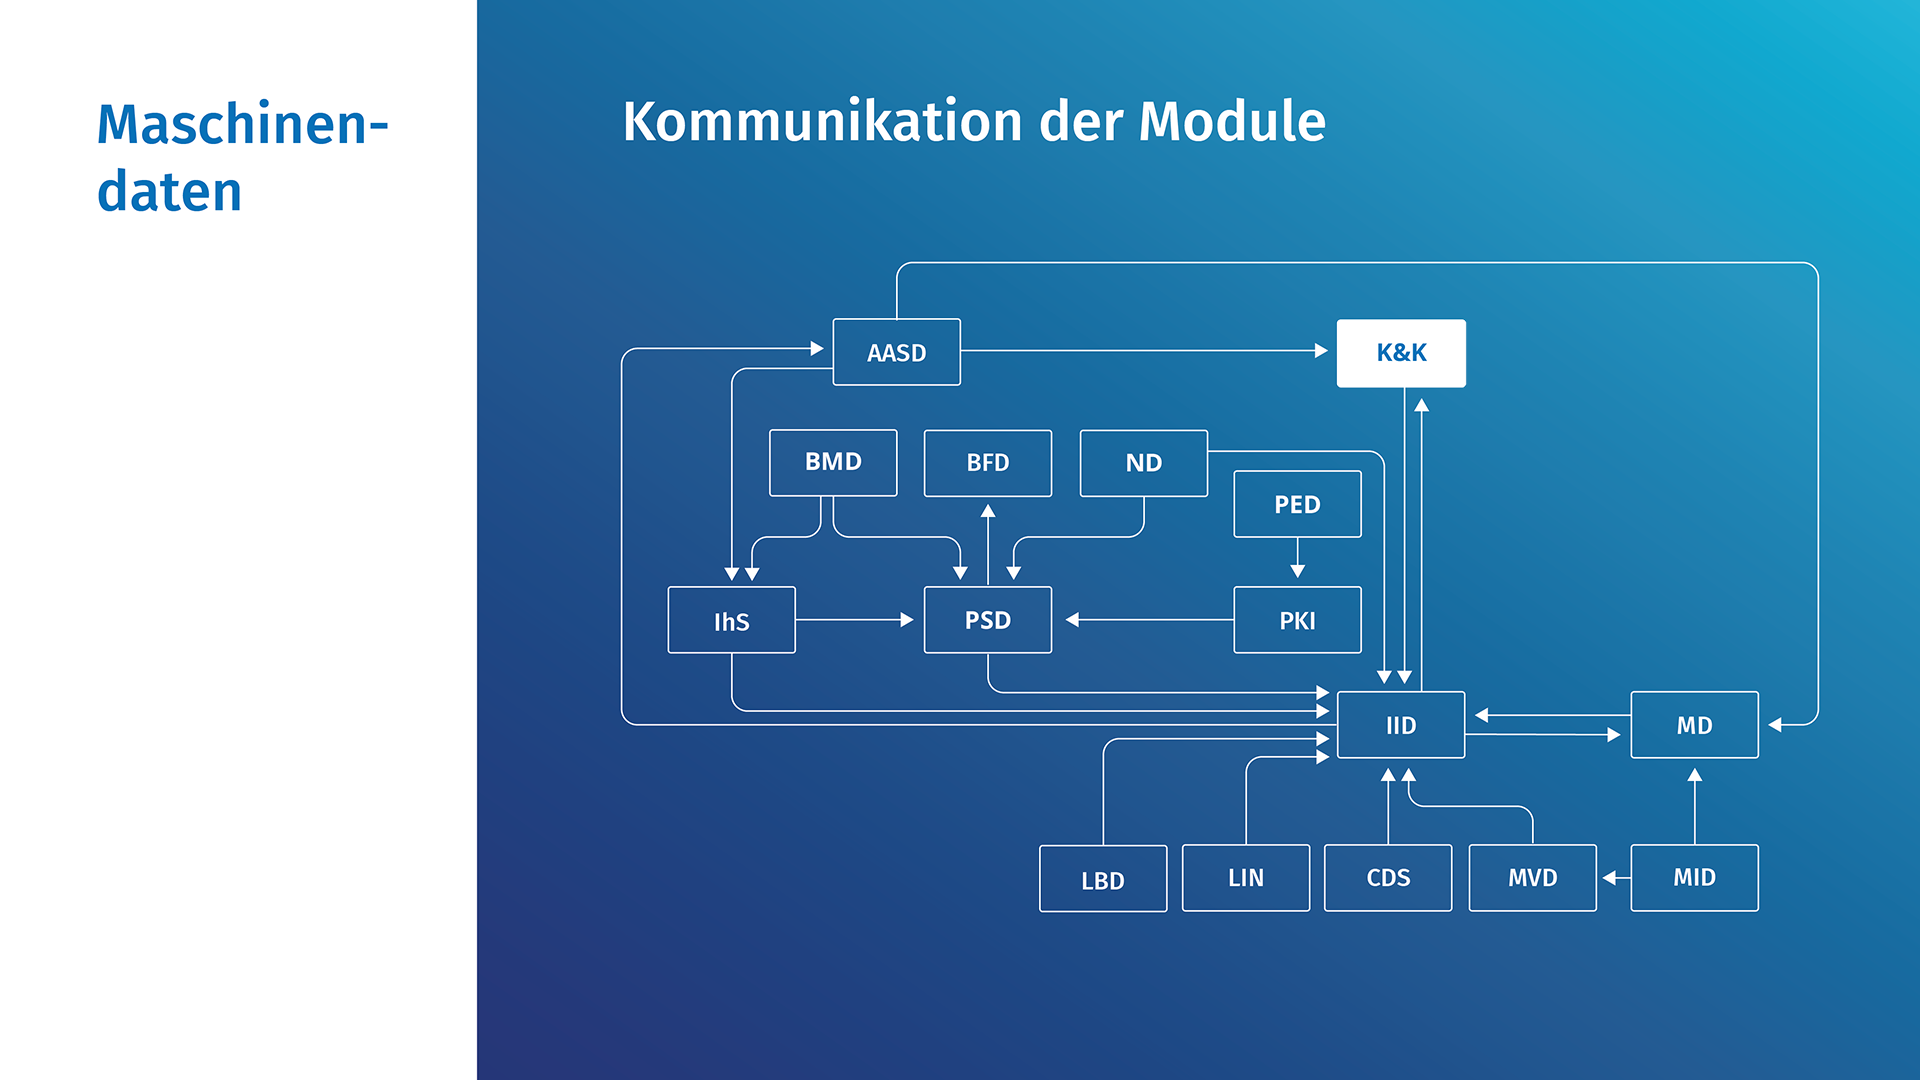 Maschinen-
daten
Kommunikation der Module
AASD
K&K
BMD
BFD
ND
PED
IhS
PSD
PKI
IID
MD
LBD
LIN
CDS
MVD
MID